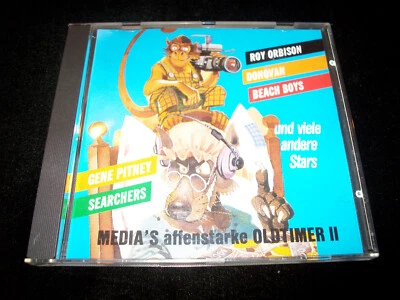 ROY ORBISON
DONOVAN
BEACH BOYS
und viele
andere
Stars
GENE PITNEY
SEARCHERS
MEDIA'S affenstarke OLDTIMER II